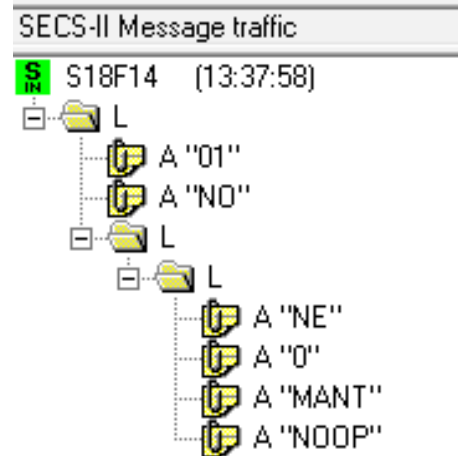 SECS-II Message traffic
S IN S18F14 (13:37:58)
L
A "01"
A "NO"
L
L
A "NE"
A "0"
A "MANT"
A "NOOP"